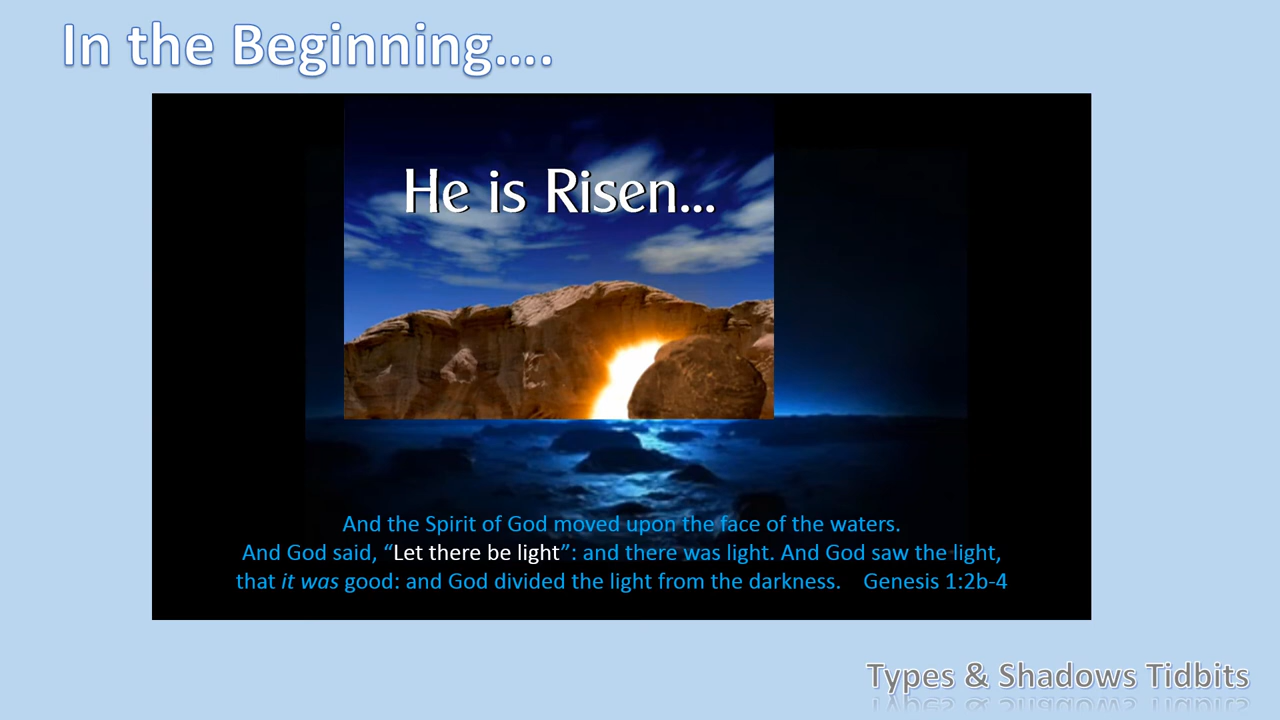 In the Beginning....
He is Risen...
And the Spirit of God moved upon the face of the waters.
And God said, “Let there be light”: and there was light. And God saw the light,
that it was good: and God divided the light from the darkness. Genesis 1:2b-4
Types & Shadows Tidbits